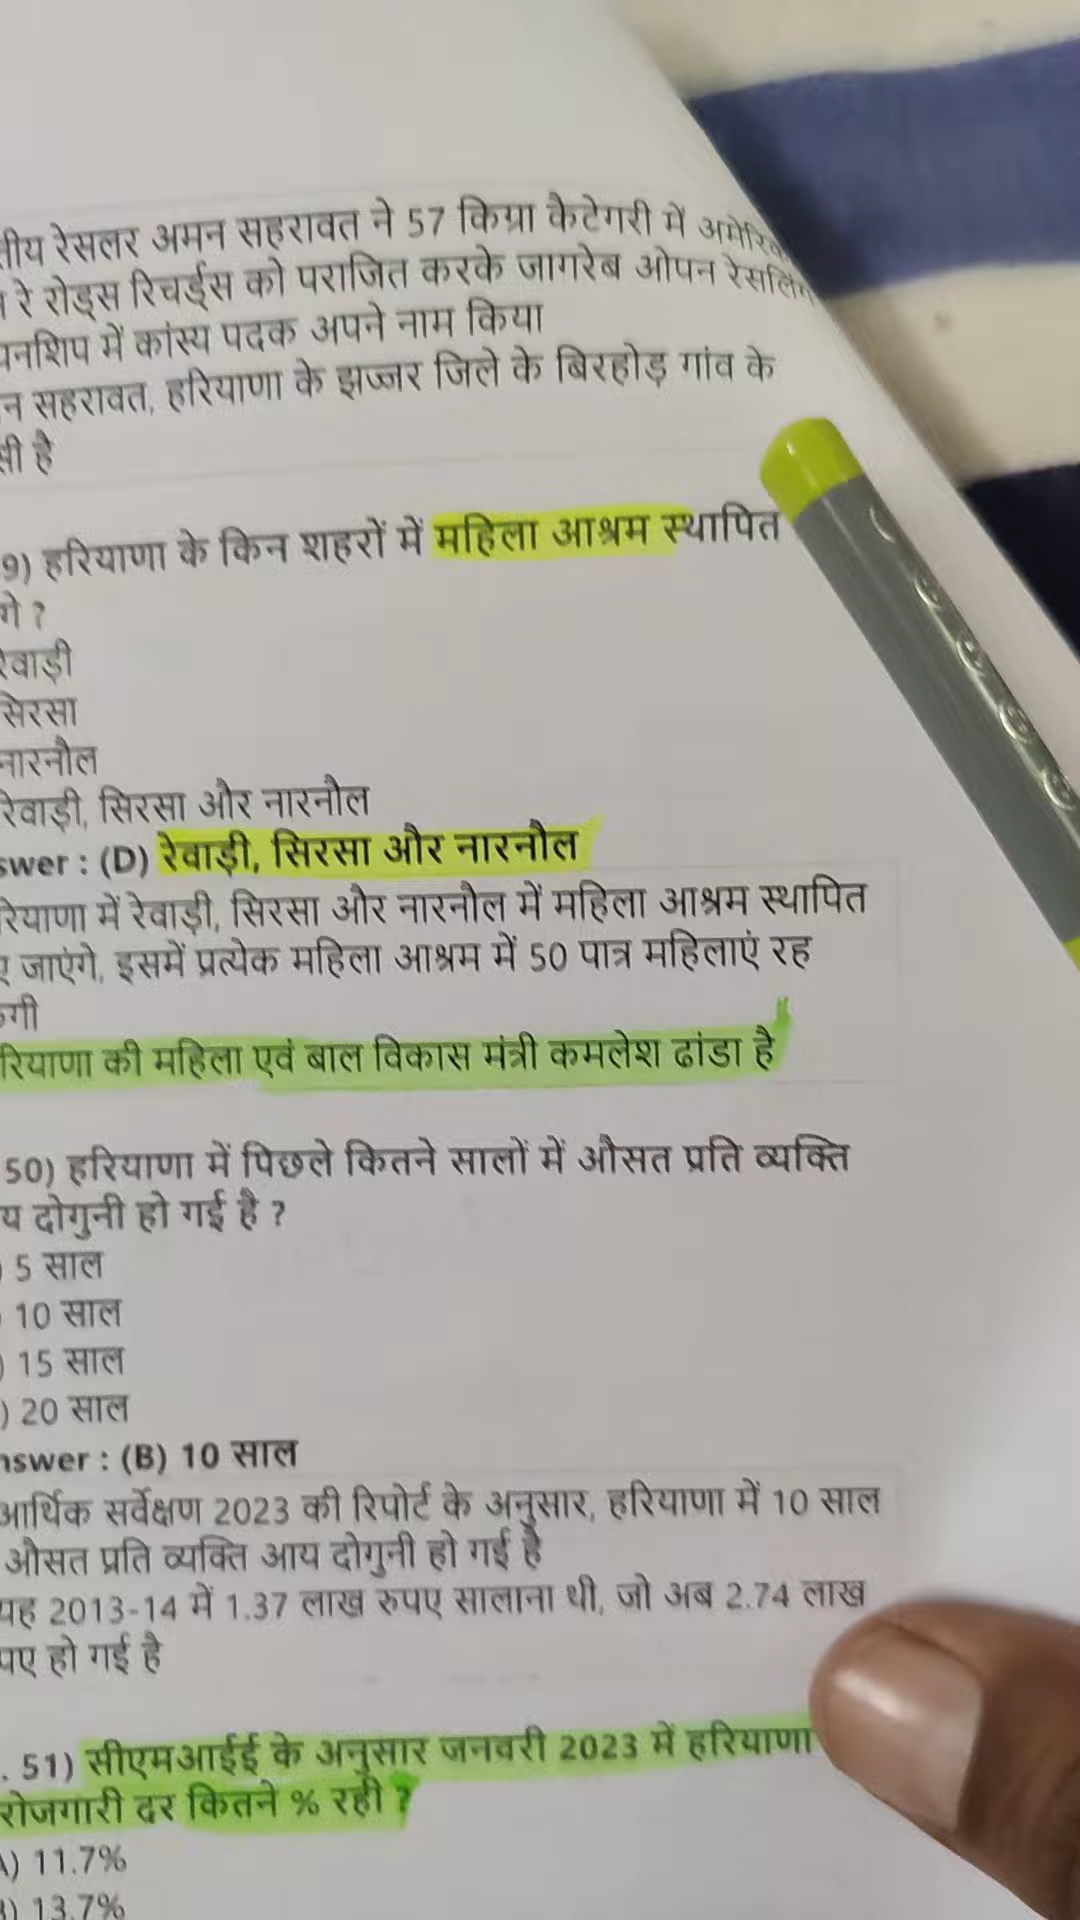 रेसलर अमन सहरावत ने 57 किग्रा कैटेगरी में
रे रोड्स रिचर्ड्स को पराजित करके जागरेब ओपन
में कांस्य पदक अपने नाम किया
सहरावत, हरियाणा के झज्जर जिले के बिरहोड़ गांव के
है
9) हरियाणा के किन शहरों में महिला आश्रम स्थापित
गे ?
रेवाड़ी
सिरसा
नारनौल
रेवाड़ी, सिरसा और नारनौल
swer : (D) रेवाड़ी, सिरसा और नारनौल
रियाणा में रेवाड़ी, सिरसा और नारनौल में महिला आश्रम स्थापित
ए जाएंगे, इसमें प्रत्येक महिला आश्रम में 50 पात्र महिलाएं रह
गी
रियाणा की महिला एवं बाल विकास मंत्री कमलेश ढांडा है
50) हरियाणा में पिछले कितने सालों में औसत प्रति व्यक्ति
य दोगुनी हो गई है ?
) 5 साल
10 साल
) 15 साल
) 20 साल
nswer : (B) 10 साल
आर्थिक सर्वेक्षण 2023 की रिपोर्ट के अनुसार, हरियाणा में 10 साल
औसत प्रति व्यक्ति आय दोगुनी हो गई है
यह 2013-14 में 1.37 लाख रुपए सालाना थी, जो अब 2.74 लाख
पए हो गई है
. 51) सीएमआईई के अनुसार जनवरी 2023 में हरियाणा
रोजगारी दर कितने % रही ?
A) 11.7%
B) 13.7%